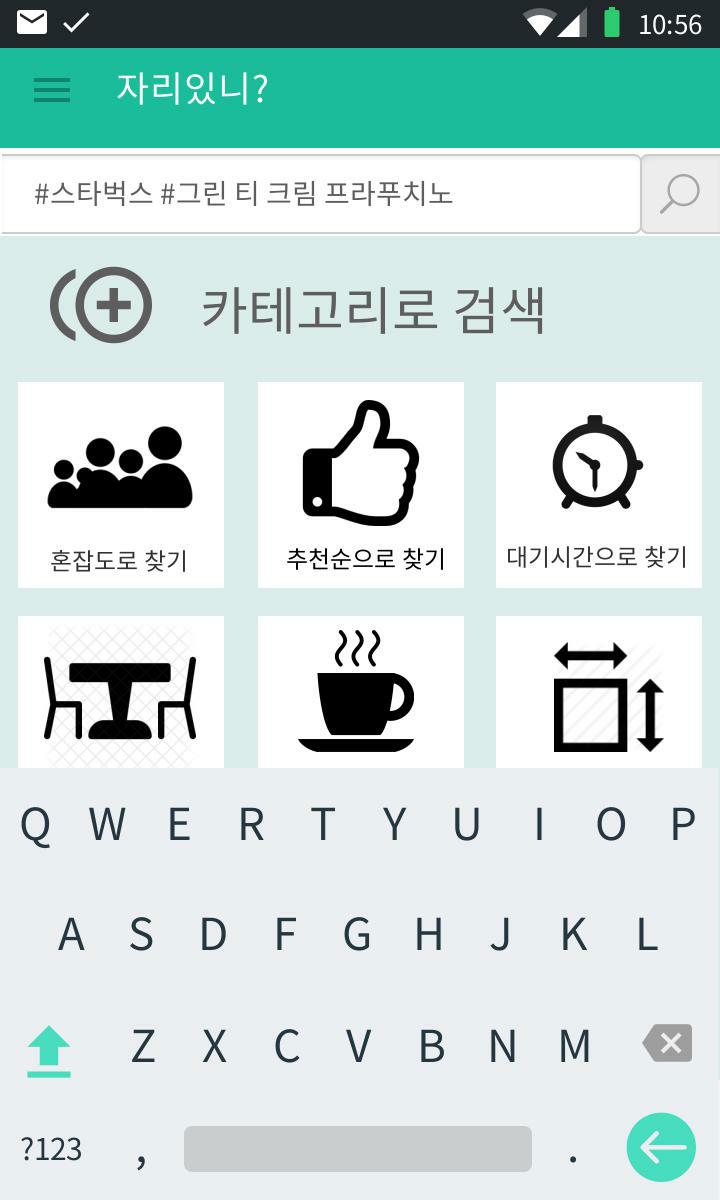 10:56
자리있니?
#스타벅스 #그린 티 크림 프라푸치노
카테고리로 검색
혼잡도로 찾기
추천순으로 찾기
대기시간으로 찾기
Q W E R T Y U I O P
A S D F G H J K L
Z X C V B N M
?123 , .